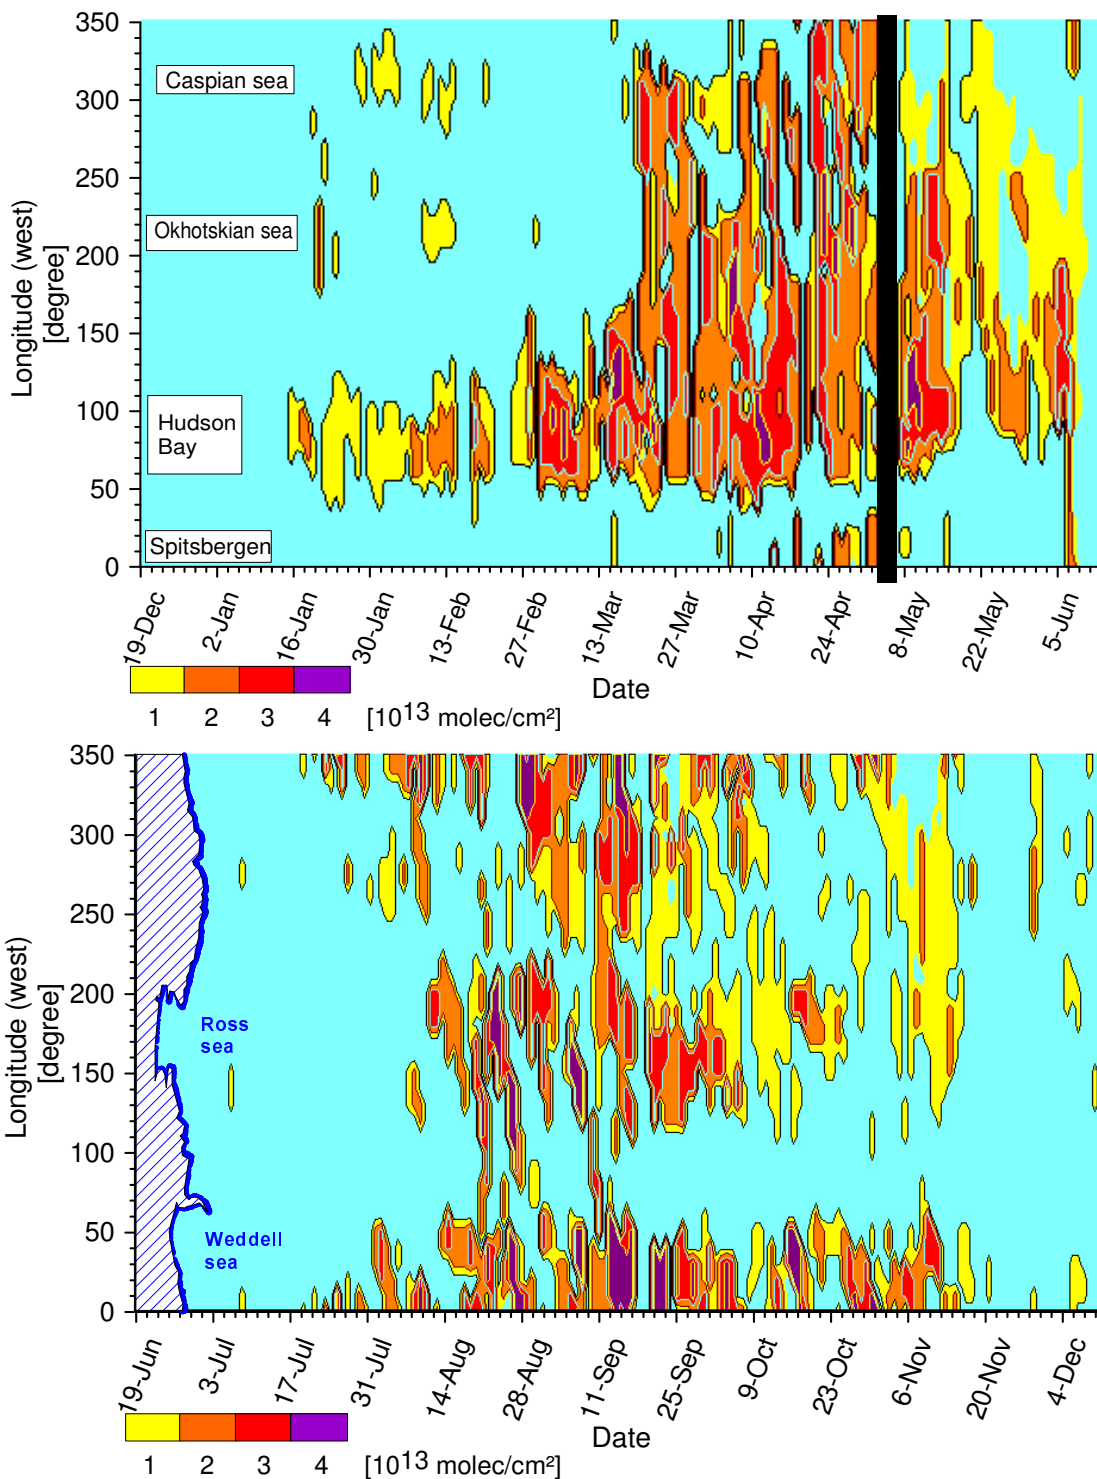 350
300
250
200
150
100
50
0
Longitude (west)
[degree]
Caspian sea
Okhotskian sea
Hudson
Bay
Spitsbergen
19-Dec
2-Jan
16-Jan
30-Jan
13-Feb
27-Feb
13-Mar
27-Mar
10-Apr
24-Apr
8-May
22-May
5-Jun
Date
1 2 3 4 [10¹³ molec/cm²]
350
300
250
200
150
100
50
0
Longitude (west)
[degree]
Ross
sea
Weddell
sea
19-Jun
3-Jul
17-Jul
31-Jul
14-Aug
28-Aug
11-Sep
25-Sep
9-Oct
23-Oct
6-Nov
20-Nov
4-Dec
Date
1 2 3 4 [10¹³ molec/cm²]